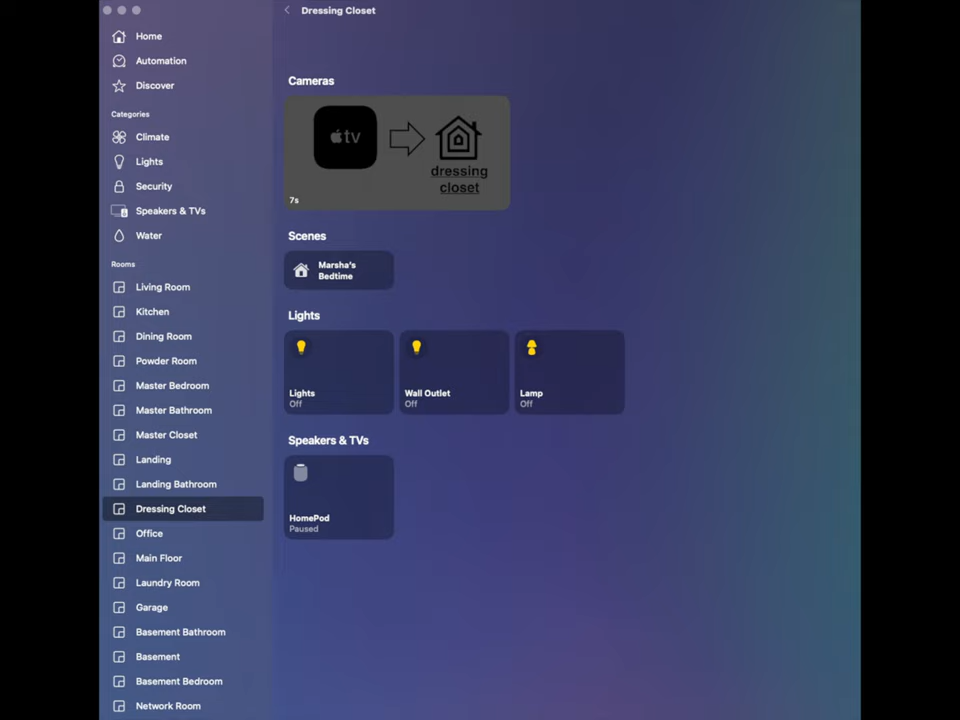 Home
Automation
Discover
Categories
Climate
Lights
Security
Speakers & TVs
Water
Rooms
Living Room
Kitchen
Dining Room
Powder Room
Master Bedroom
Master Bathroom
Master Closet
Landing
Landing Bathroom
Dressing Closet
Office
Main Floor
Laundry Room
Garage
Basement Bathroom
Basement
Basement Bedroom
Network Room
Dressing Closet
Cameras
tv
dressing
closet
7s
Scenes
Marsha's
Bedtime
Lights
Lights
Off
Wall Outlet
Off
Lamp
Off
Speakers & TVs
HomePod
Paused